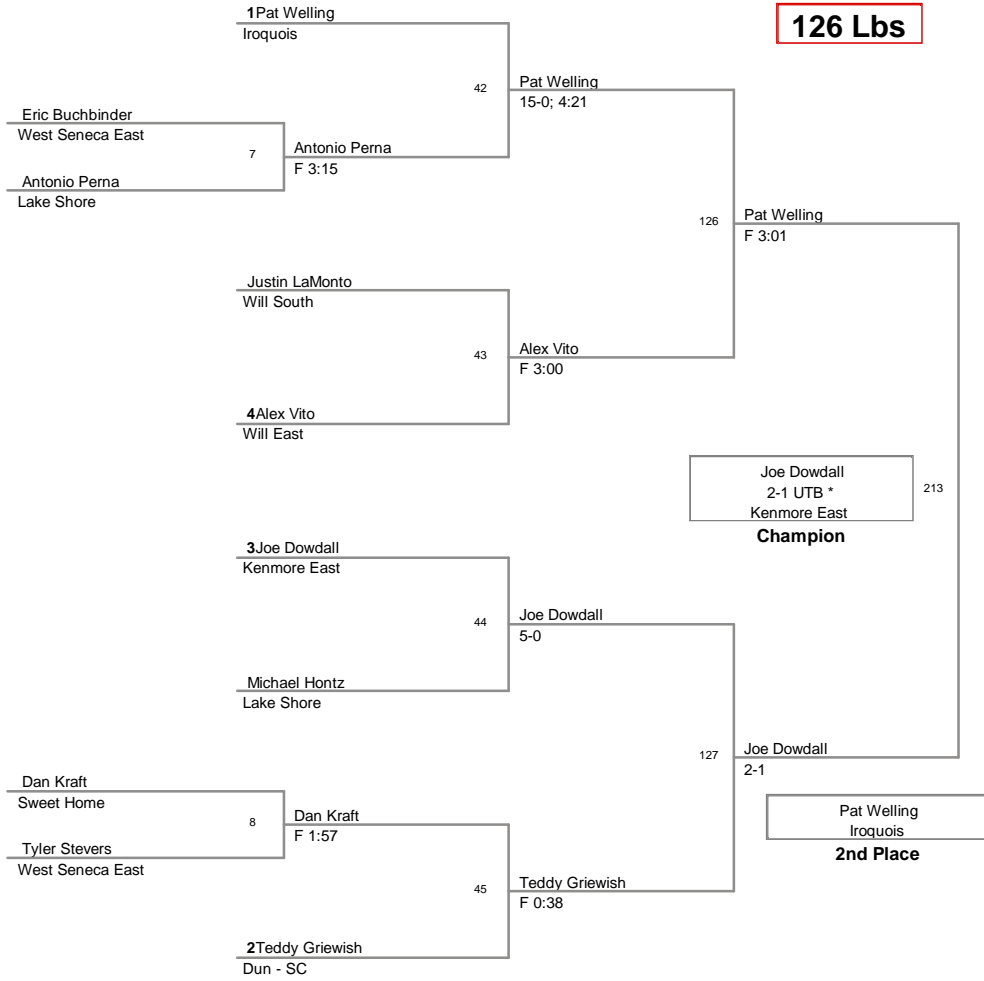 1Pat Welling
Iroquois
126 Lbs
42
Pat Welling
15-0; 4:21
Eric Buchbinder
West Seneca East
7
Antonio Perna
F 3:15
Antonio Perna
Lake Shore
126
Pat Welling
F 3:01
Justin LaMonto
Will South
43
Alex Vito
F 3:00
4Alex Vito
Will East
Joe Dowdall
2-1 UTB *
Kenmore East
Champion
213
3Joe Dowdall
Kenmore East
44
Joe Dowdall
5-0
Michael Hontz
Lake Shore
127
Joe Dowdall
2-1
Dan Kraft
Sweet Home
8
Dan Kraft
F 1:57
Tyler Stevers
West Seneca East
Pat Welling
Iroquois
2nd Place
45
Teddy Griewish
F 0:38
2Teddy Griewish
Dun - SC